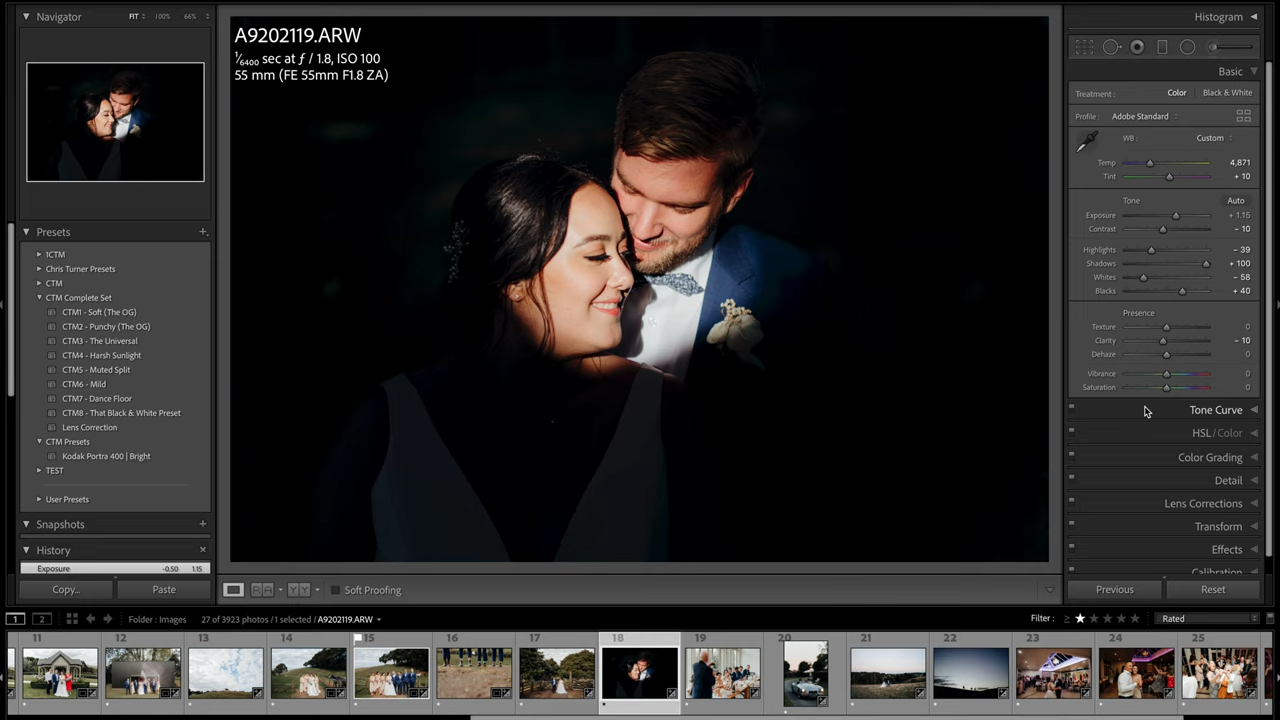 Navigator
FIT
100%
66%
Presets
1CTM
Chris Turner Presets
CTM
CTM Complete Set
CTM1 - Soft (The OG)
CTM2 - Punchy (The OG)
CTM3 - The Universal
CTM4 - Harsh Sunlight
CTM5 - Muted Split
CTM6 - Mild
CTM7 - Dance Floor
CTM8 - That Black & White Preset
Lens Correction
CTM Presets
Kodak Portra 400 | Bright
TEST
User Presets
Snapshots
History
Exposure -0.50 1.15
Copy... Paste
A9202119.ARW
1/6400 sec at ƒ / 1.8, ISO 100
55 mm (FE 55mm F1.8 ZA)
Soft Proofing
Histogram
Basic
Treatment: Color Black & White
Profile: Adobe Standard
WB: Custom
Temp 4,871
Tint + 10
Tone Auto
Exposure + 1.15
Contrast - 10
Highlights - 39
Shadows + 100
Whites - 58
Blacks + 40
Presence
Texture 0
Clarity - 10
Dehaze 0
Vibrance 0
Saturation 0
Tone Curve
HSL / Color
Color Grading
Detail
Lens Corrections
Transform
Effects
Calibration
Previous Reset
1 2 Folder : Images 27 of 3923 photos / 1 selected / A9202119.ARW
Filter : Rated
11 12 13 14 15 16 17 18 19 20 21 22 23 24 25